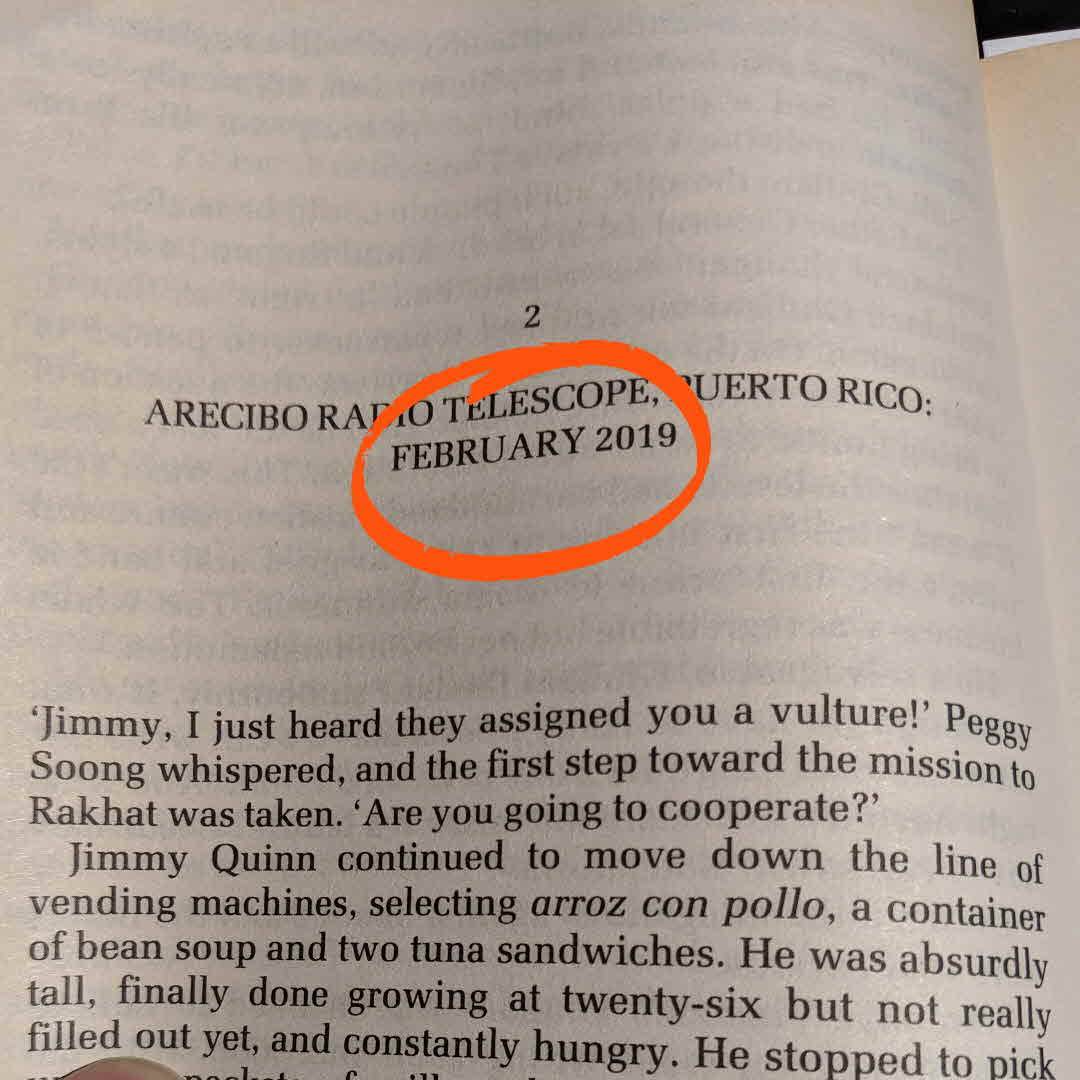 2
ARECIBO RADIO TELESCOPE, PUERTO RICO:
FEBRUARY 2019
‘Jimmy, I just heard they assigned you a vulture!’ Peggy
Soong whispered, and the first step toward the mission to
Rakhat was taken. ‘Are you going to cooperate?’
Jimmy Quinn continued to move down the line of
vending machines, selecting arroz con pollo, a container
of bean soup and two tuna sandwiches. He was absurdly
tall, finally done growing at twenty-six but not really
filled out yet, and constantly hungry. He stopped to pick